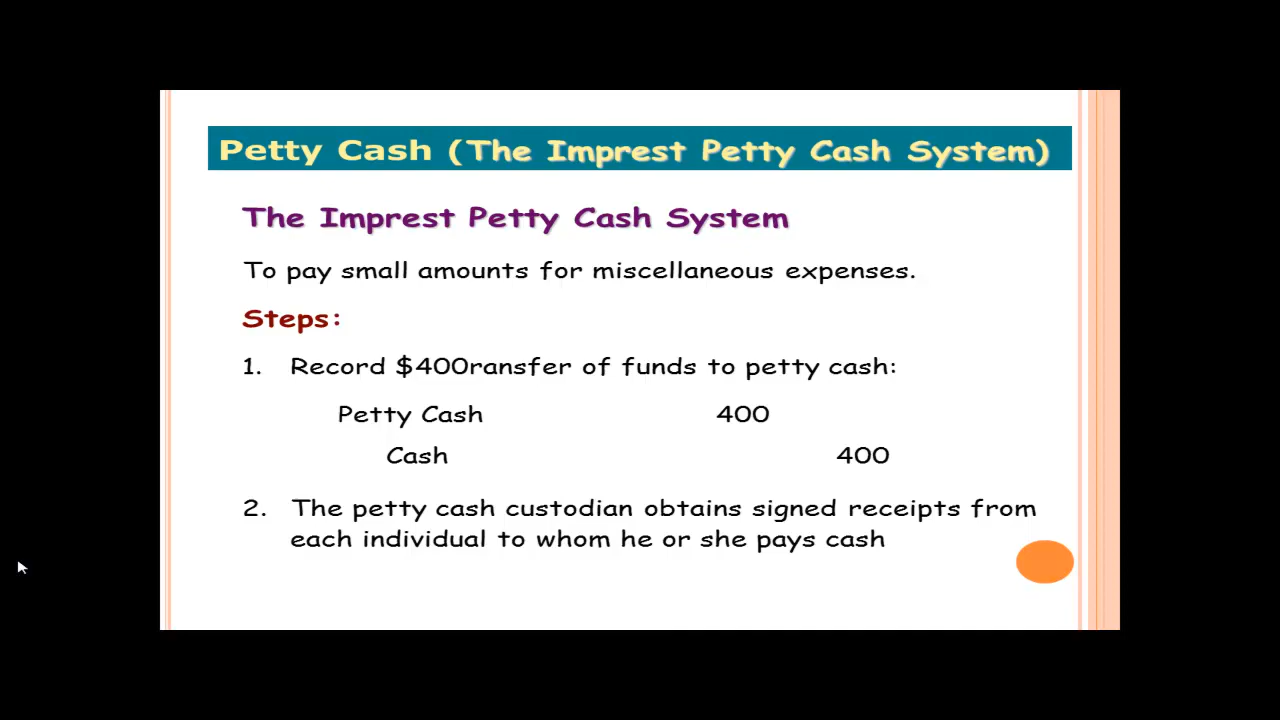 Petty Cash (The Imprest Petty Cash System)
The Imprest Petty Cash System
To pay small amounts for miscellaneous expenses.
Steps:
1. Record $400ransfer of funds to petty cash:
Petty Cash 400
Cash 400
2. The petty cash custodian obtains signed receipts from
each individual to whom he or she pays cash